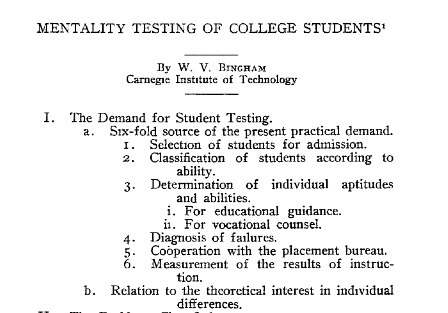 MENTALITY TESTING OF COLLEGE STUDENTS¹
By W. V. BINGHAM
Carnegie Institute of Technology
I. The Demand for Student Testing.
a. Six-fold source of the present practical demand.
1. Selection of students for admission.
2. Classification of students according to
ability.
3. Determination of individual aptitudes
and abilities.
i. For educational guidance.
ii. For vocational counsel.
4. Diagnosis of failures.
5. Coöperation with the placement bureau.
6. Measurement of the results of instruc-
tion.
b. Relation to the theoretical interest in individual
differences.